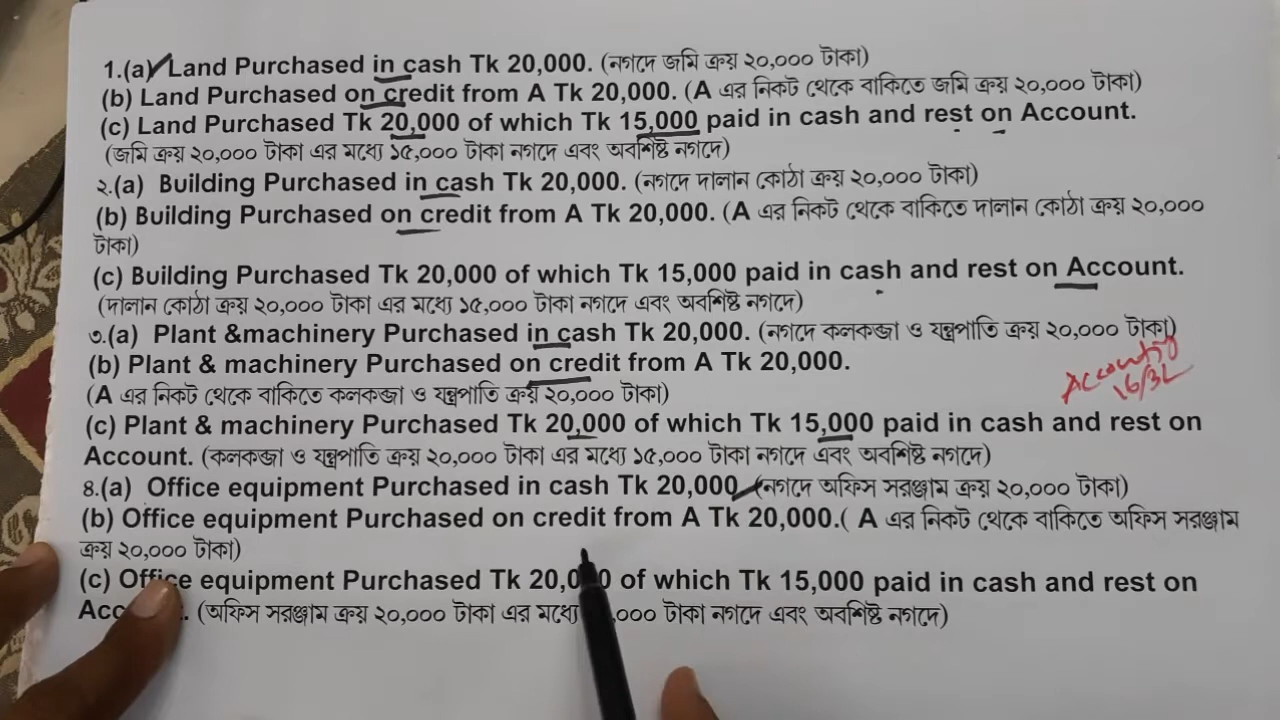 1.(a) Land Purchased in cash Tk 20,000. (নগদে জমি ক্রয় ২০,০০০ টাকা)
(b) Land Purchased on credit from A Tk 20,000. (A এর নিকট থেকে বাকিতে জমি ক্রয় ২০,০০০ টাকা)
(c) Land Purchased Tk 20,000 of which Tk 15,000 paid in cash and rest on Account.
(জমি ক্রয় ২০,০০০ টাকা এর মধ্যে ১৫,০০০ টাকা নগদে এবং অবশিষ্ট নগদে)
২.(a) Building Purchased in cash Tk 20,000. (নগদে দালান কোঠা ক্রয় ২০,০০০ টাকা)
(b) Building Purchased on credit from A Tk 20,000. (A এর নিকট থেকে বাকিতে দালান কোঠা ক্রয় ২০,০০০
টাকা)
(c) Building Purchased Tk 20,000 of which Tk 15,000 paid in cash and rest on Account.
(দালান কোঠা ক্রয় ২০,০০০ টাকা এর মধ্যে ১৫,০০০ টাকা নগদে এবং অবশিষ্ট নগদে)
৩.(a) Plant &machinery Purchased in cash Tk 20,000. (নগদে কলকব্জা ও যন্ত্রপাতি ক্রয় ২০,০০০ টাকা)
(b) Plant & machinery Purchased on credit from A Tk 20,000.
(A এর নিকট থেকে বাকিতে কলকব্জা ও যন্ত্রপাতি ক্রয় ২০,০০০ টাকা)
(c) Plant & machinery Purchased Tk 20,000 of which Tk 15,000 paid in cash and rest on
Account. (কলকব্জা ও যন্ত্রপাতি ক্রয় ২০,০০০ টাকা এর মধ্যে ১৫,০০০ টাকা নগদে এবং অবশিষ্ট নগদে)
৪.(a) Office equipment Purchased in cash Tk 20,000 (নগদে অফিস সরঞ্জাম ক্রয় ২০,০০০ টাকা)
(b) Office equipment Purchased on credit from A Tk 20,000.( A এর নিকট থেকে বাকিতে অফিস সরঞ্জাম
ক্রয় ২০,০০০ টাকা)
(c) Office equipment Purchased Tk 20,000 of which Tk 15,000 paid in cash and rest on
(অফিস সরঞ্জাম ক্রয় ২০,০০০ টাকা এর মধ্যে টাকা নগদে এবং অবশিষ্ট নগদে)